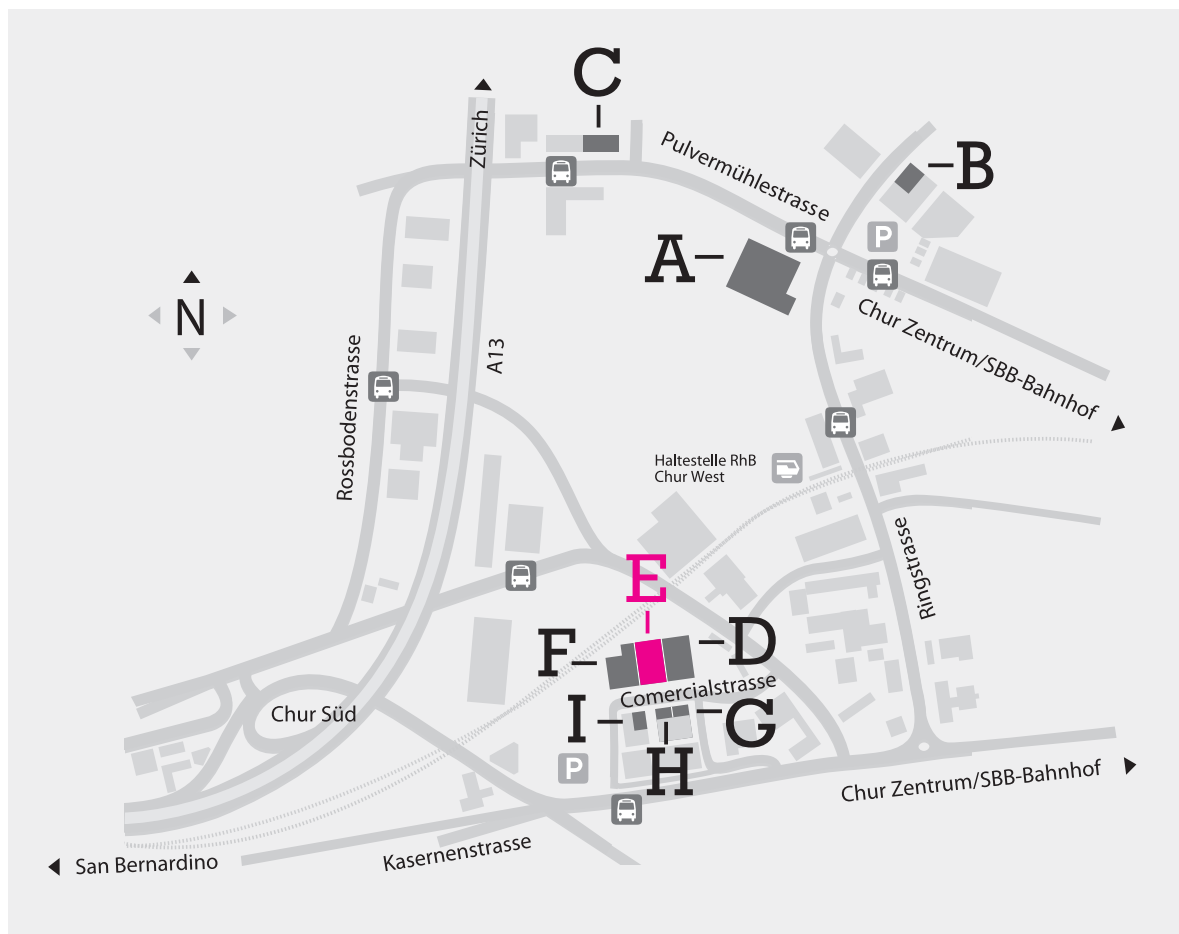 C
Zürich
Pulvermühlestrasse
B
P
A
N
Chur Zentrum/SBB-Bahnhof
A13
Rossbodenstrasse
Haltestelle RhB
Chur West
Ringstrasse
E
D
F
Comercialstrasse
I
G
Chur Süd
H
P
Chur Zentrum/SBB-Bahnhof
Kasernenstrasse
San Bernardino